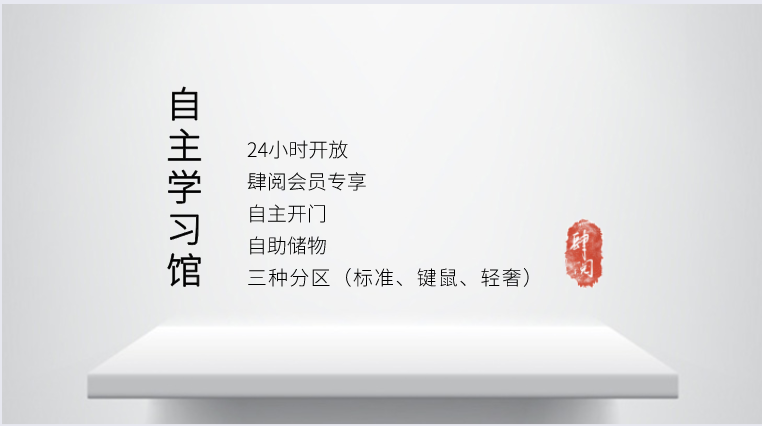 自主学习馆
24小时开放
肆阅会员专享
自主开门
自助储物
三种分区（标准、键鼠、轻奢）
肆阅